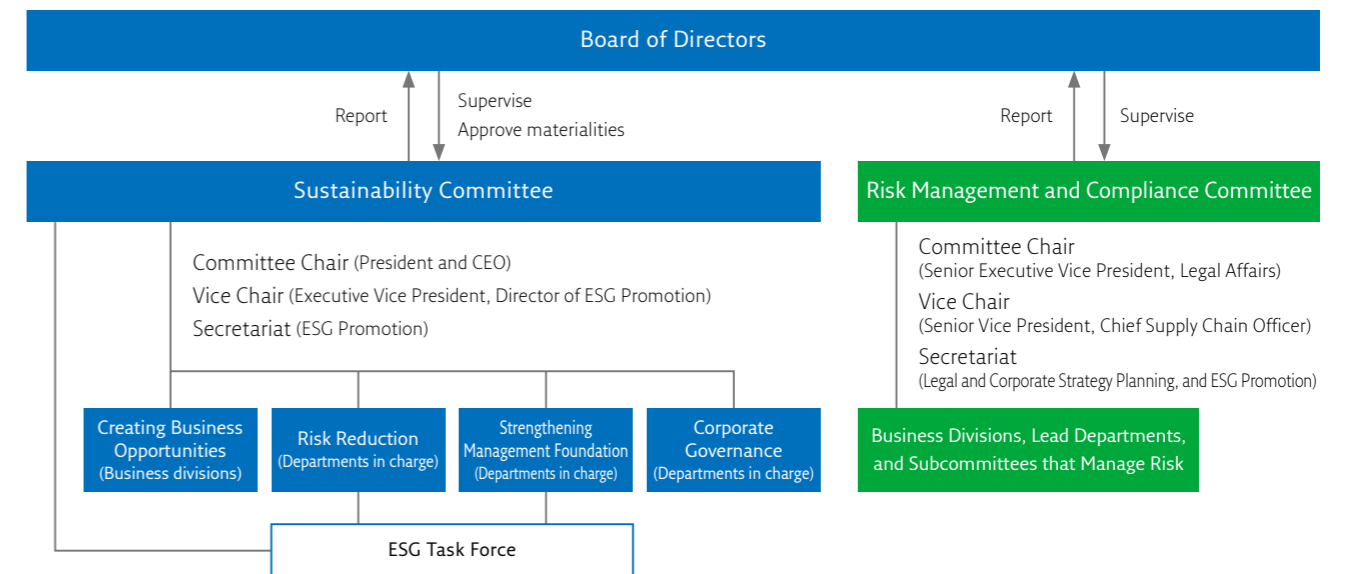 Board of Directors
Report
Supervise
Approve materialities
Report
Supervise
Sustainability Committee
Risk Management and Compliance Committee
Committee Chair (President and CEO)
Vice Chair (Executive Vice President, Director of ESG Promotion)
Secretariat (ESG Promotion)
Committee Chair
(Senior Executive Vice President, Legal Affairs)
Vice Chair
(Senior Vice President, Chief Supply Chain Officer)
Secretariat
(Legal and Corporate Strategy Planning, and ESG Promotion)
Creating Business
Opportunities
(Business divisions)
Risk Reduction
(Departments in charge)
Strengthening
Management Foundation
(Departments in charge)
Corporate
Governance
(Departments in charge)
Business Divisions, Lead Departments,
and Subcommittees that Manage Risk
ESG Task Force